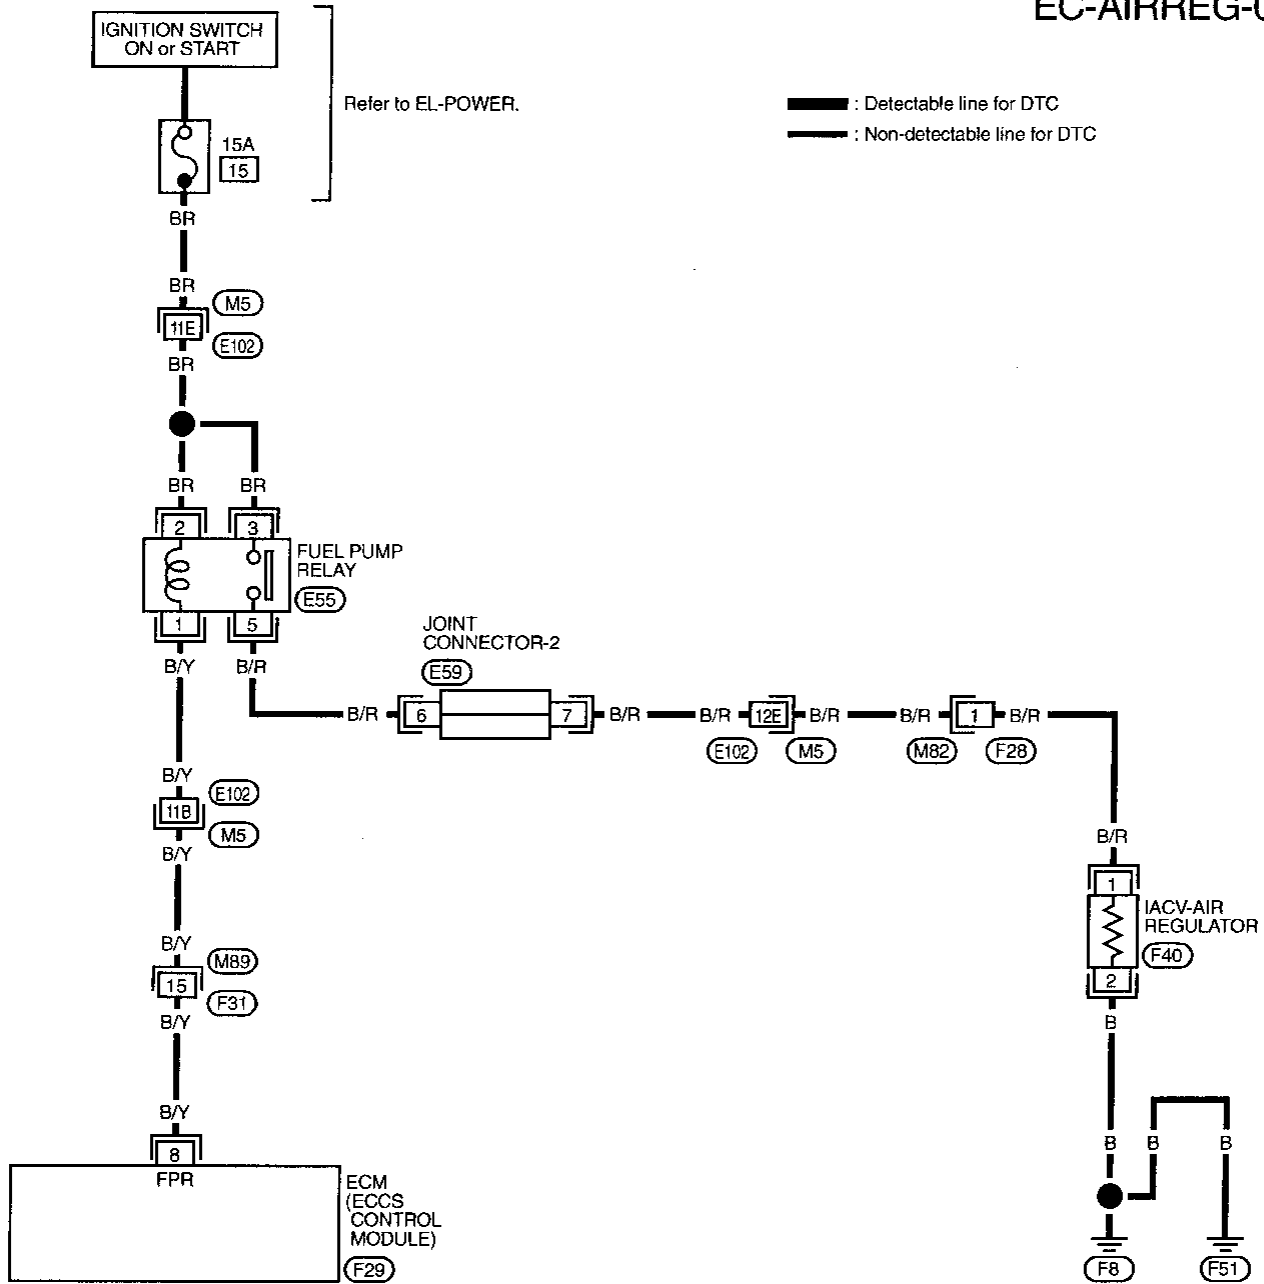 EC-AIRREG-0
IGNITION SWITCH
ON or START
Refer to EL-POWER.
: Detectable line for DTC
: Non-detectable line for DTC
15A
15
BR
BR
M5
11E
E102
BR
BR
BR
2
3
FUEL PUMP
RELAY
E55
1
5
B/Y
B/R
JOINT
CONNECTOR-2
E59
B/R
6
7
B/R
B/R
12E
B/R
B/R
1
B/R
E102
M5
M82
F28
B/Y
E102
11B
M5
B/Y
B/R
1
IACV-AIR
REGULATOR
F40
2
B
B/Y
M89
15
F31
B/Y
B/Y
8
FPR
ECM
(ECCS
CONTROL
MODULE)
F29
B
B
B
F8
F51